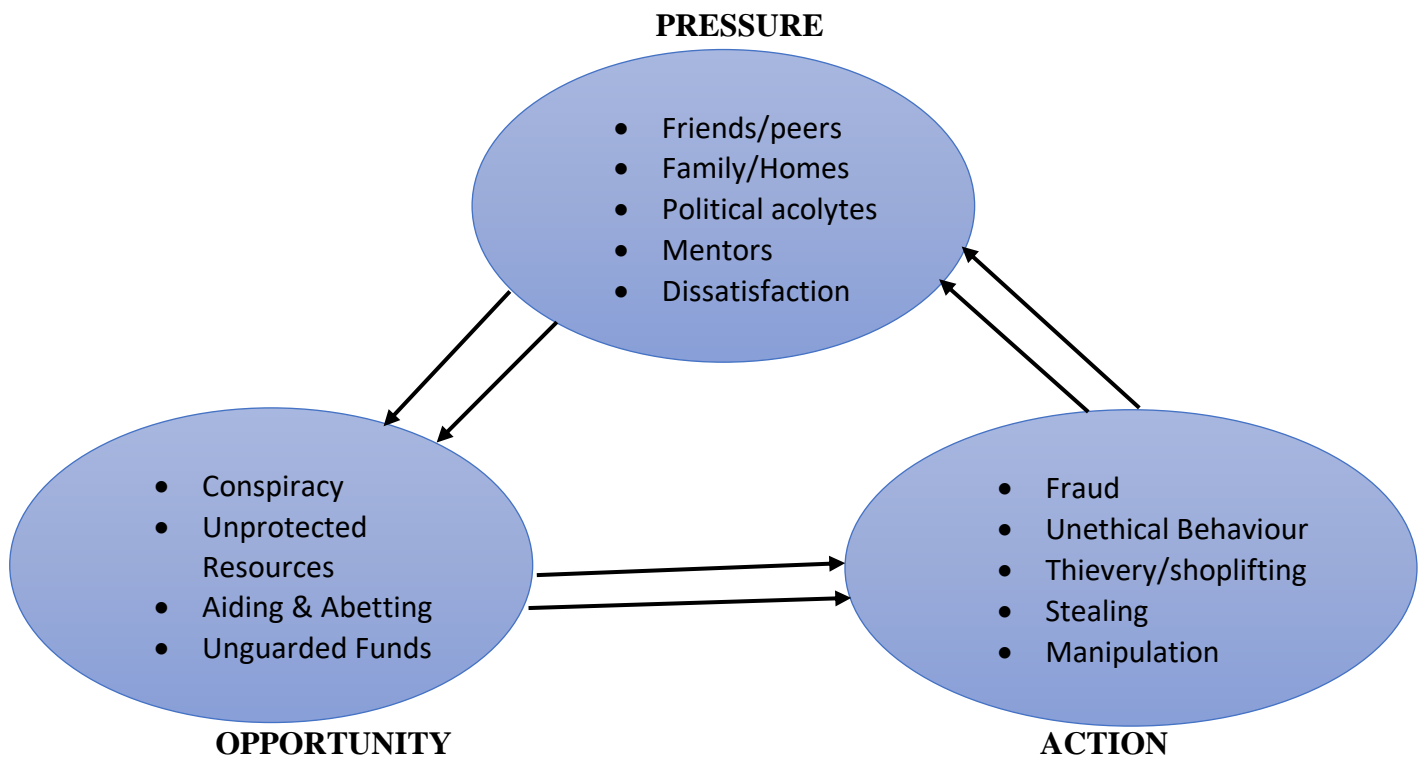 PRESSURE
• Friends/peers
• Family/Homes
• Political acolytes
• Mentors
• Dissatisfaction
• Conspiracy
• Unprotected
Resources
• Aiding & Abetting
• Unguarded Funds
OPPORTUNITY
• Fraud
• Unethical Behaviour
• Thievery/shoplifting
• Stealing
• Manipulation
ACTION